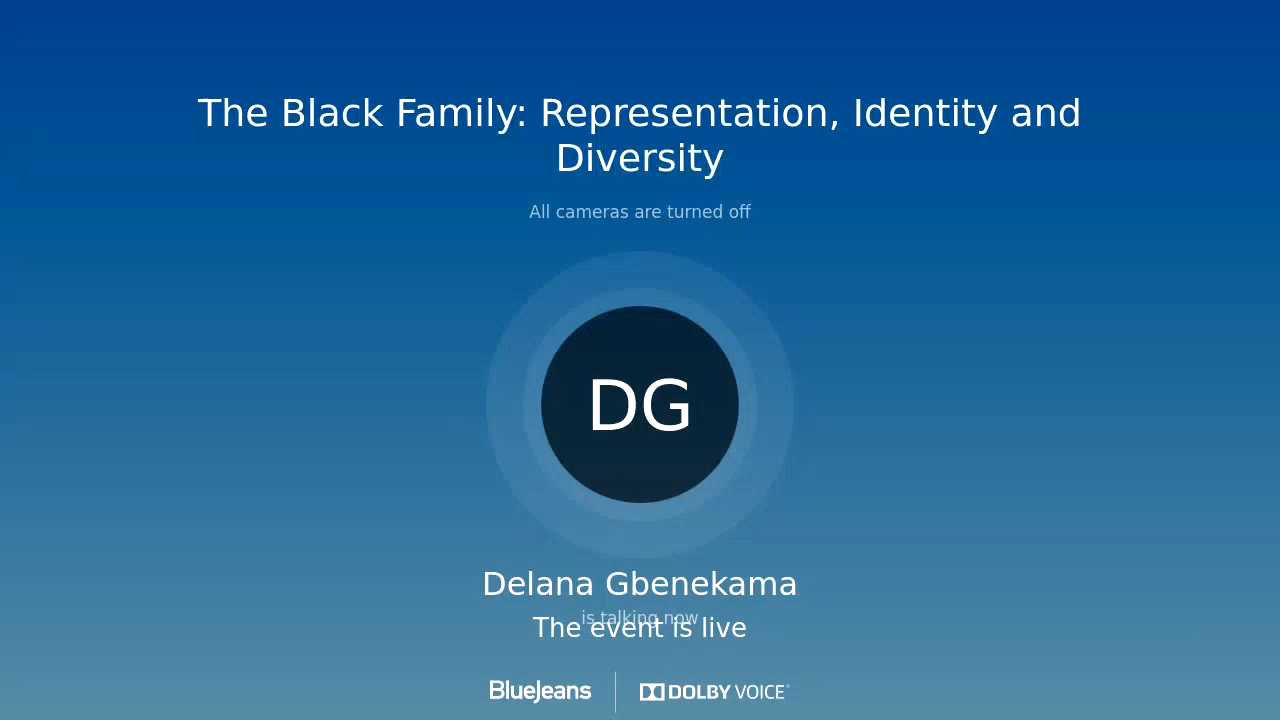 The Black Family: Representation, Identity and
Diversity
All cameras are turned off
DG
Delana Gbenekama
is talking now
The event is live
BlueJeans
DOLBY VOICE